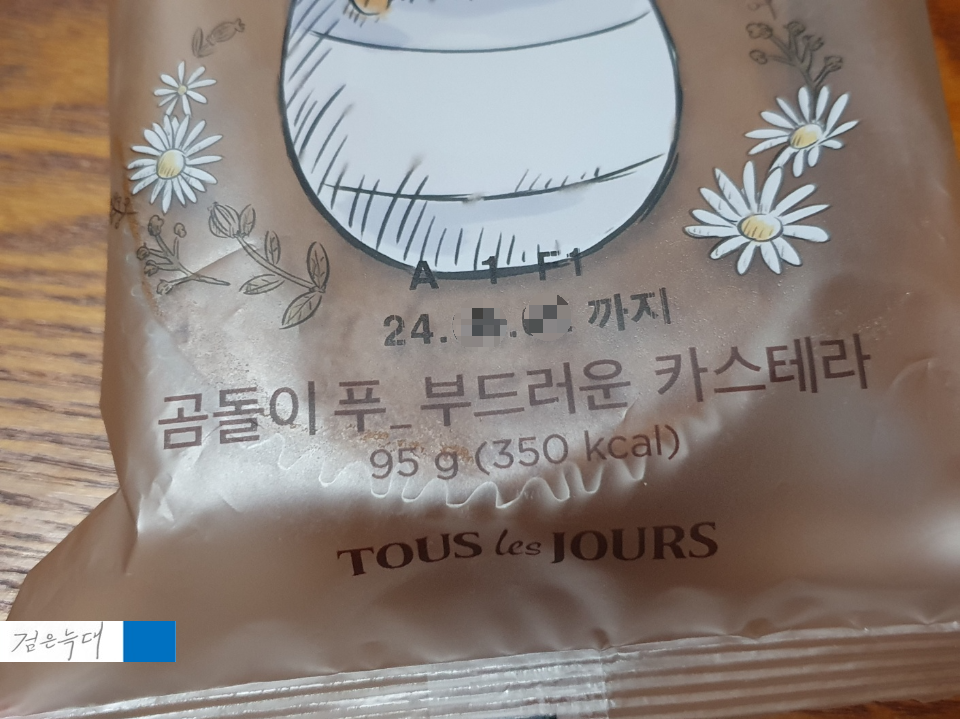 A 1 F1
24. 까지
곰돌이 푸_부드러운 카스테라
95 g (350 kcal)
TOUS les JOURS
검은늑대